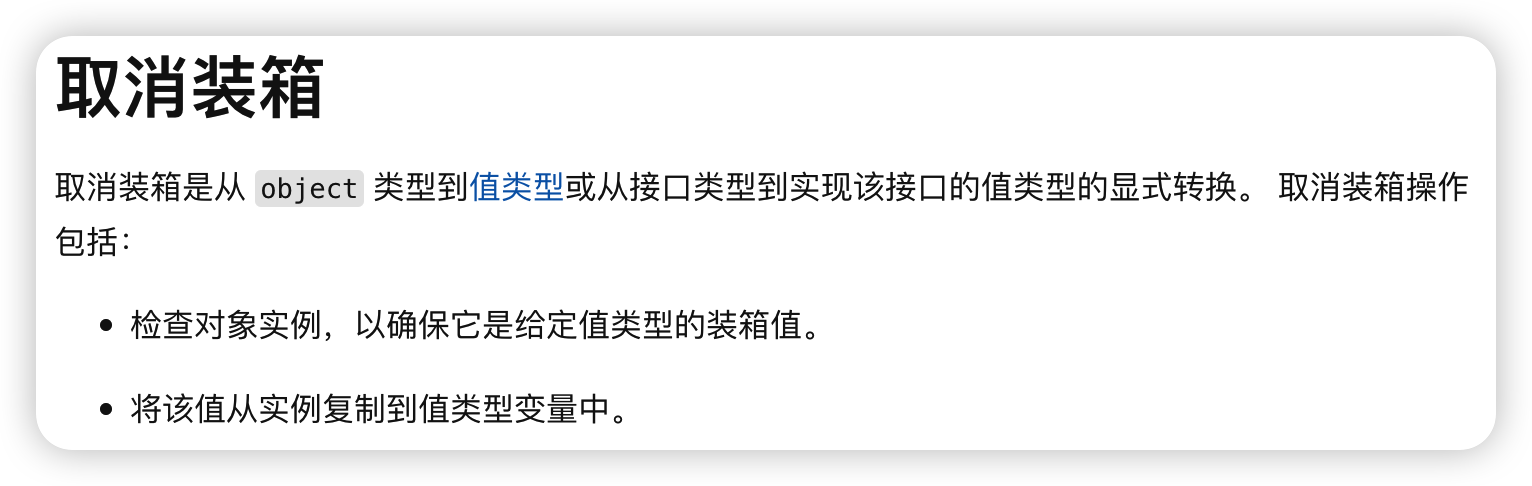 取消装箱
取消装箱是从 object 类型到值类型或从接口类型到实现该接口的值类型的显式转换。 取消装箱操作
包括：
• 检查对象实例，以确保它是给定值类型的装箱值。
• 将该值从实例复制到值类型变量中。